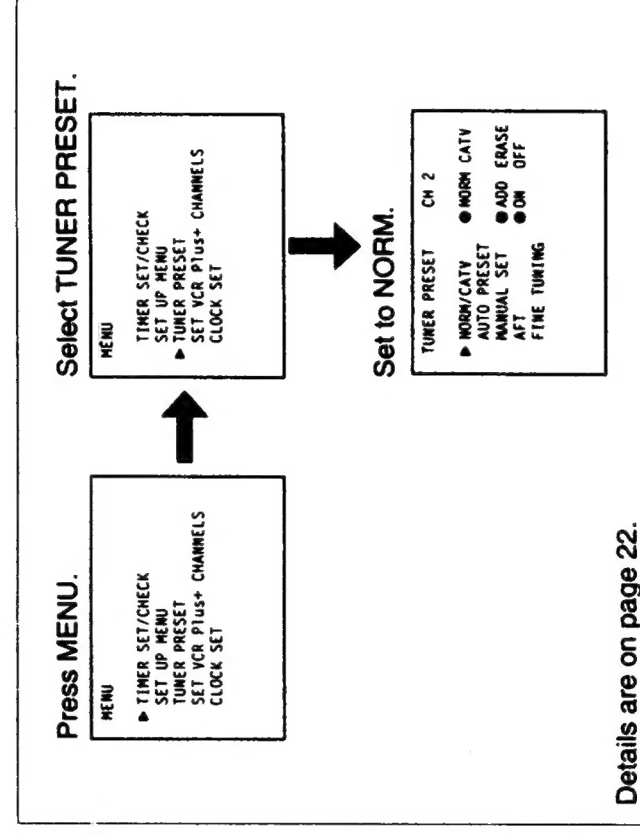 Press MENU.
MENU
▶ TIMER SET/CHECK
SET UP MENU
TUNER PRESET
SET VCR Plus+ CHANNELS
CLOCK SET
Select TUNER PRESET.
MENU
TIMER SET/CHECK
SET UP MENU
▶ TUNER PRESET
SET VCR Plus+ CHANNELS
CLOCK SET
Set to NORM.
TUNER PRESET CH 2
▶ NORM/CATV ●NORM CATV
AUTO PRESET
MANUAL SET ●ADD ERASE
AFT ●ON OFF
FINE TUNING
Details are on page 22.